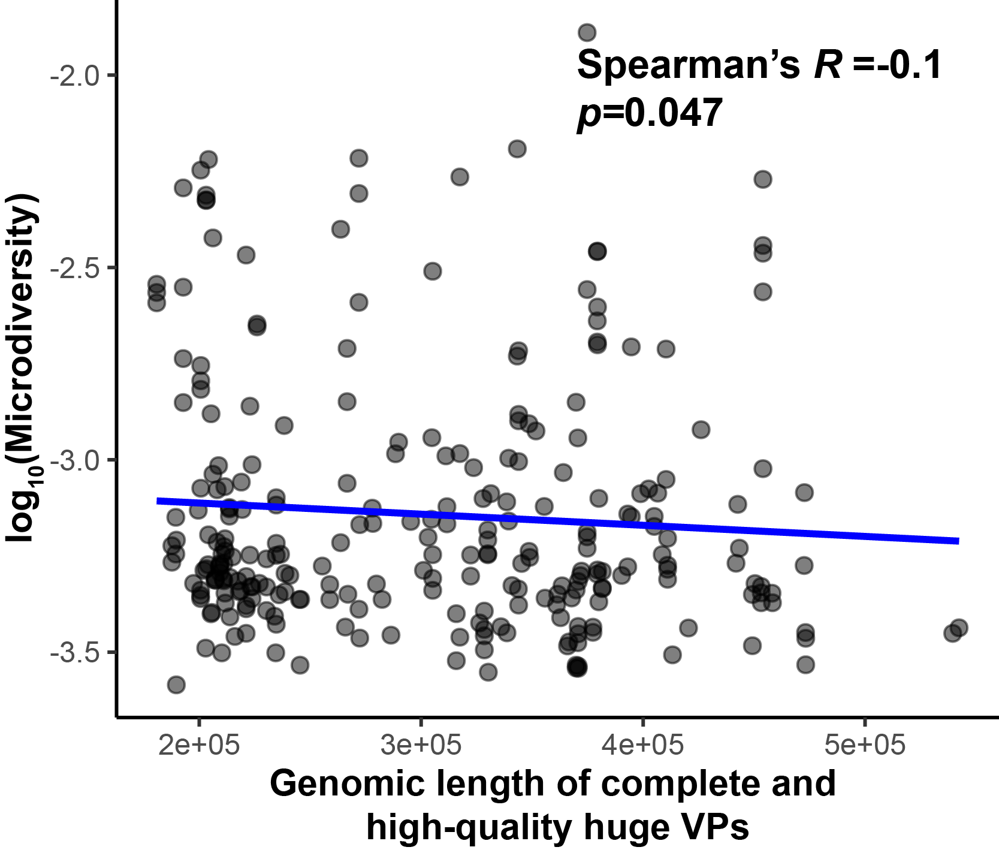 Spearman’s R =-0.1
p=0.047
log10(Microdiversity)
-2.0
-2.5
-3.0
-3.5
2e+05 3e+05 4e+05 5e+05
Genomic length of complete and
high-quality huge VPs